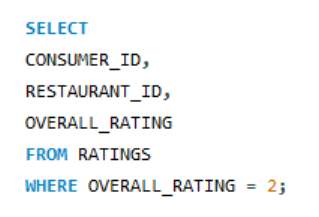 SELECT
CONSUMER_ID,
RESTAURANT_ID,
OVERALL_RATING
FROM RATINGS
WHERE OVERALL_RATING = 2;